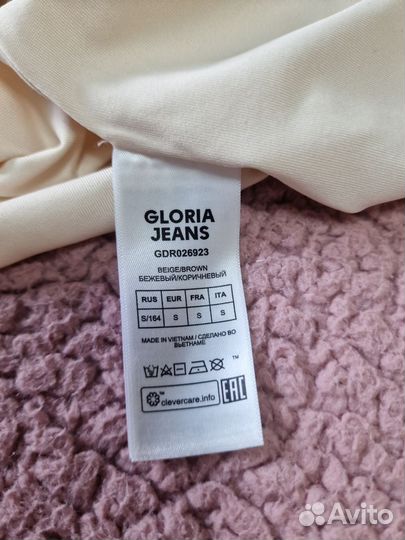 GLORIA
JEANS
GDR026923
BEIGE/BROWN
БЕЖЕВЫЙ/КОРИЧНЕВЫЙ
RUS EUR FRA ITA
S/164 S S S
MADE IN VIETNAM / СДЕЛАНО ВО
ВЬЕТНАМЕ
TM
TM
clevercare.info
EAC
Avito